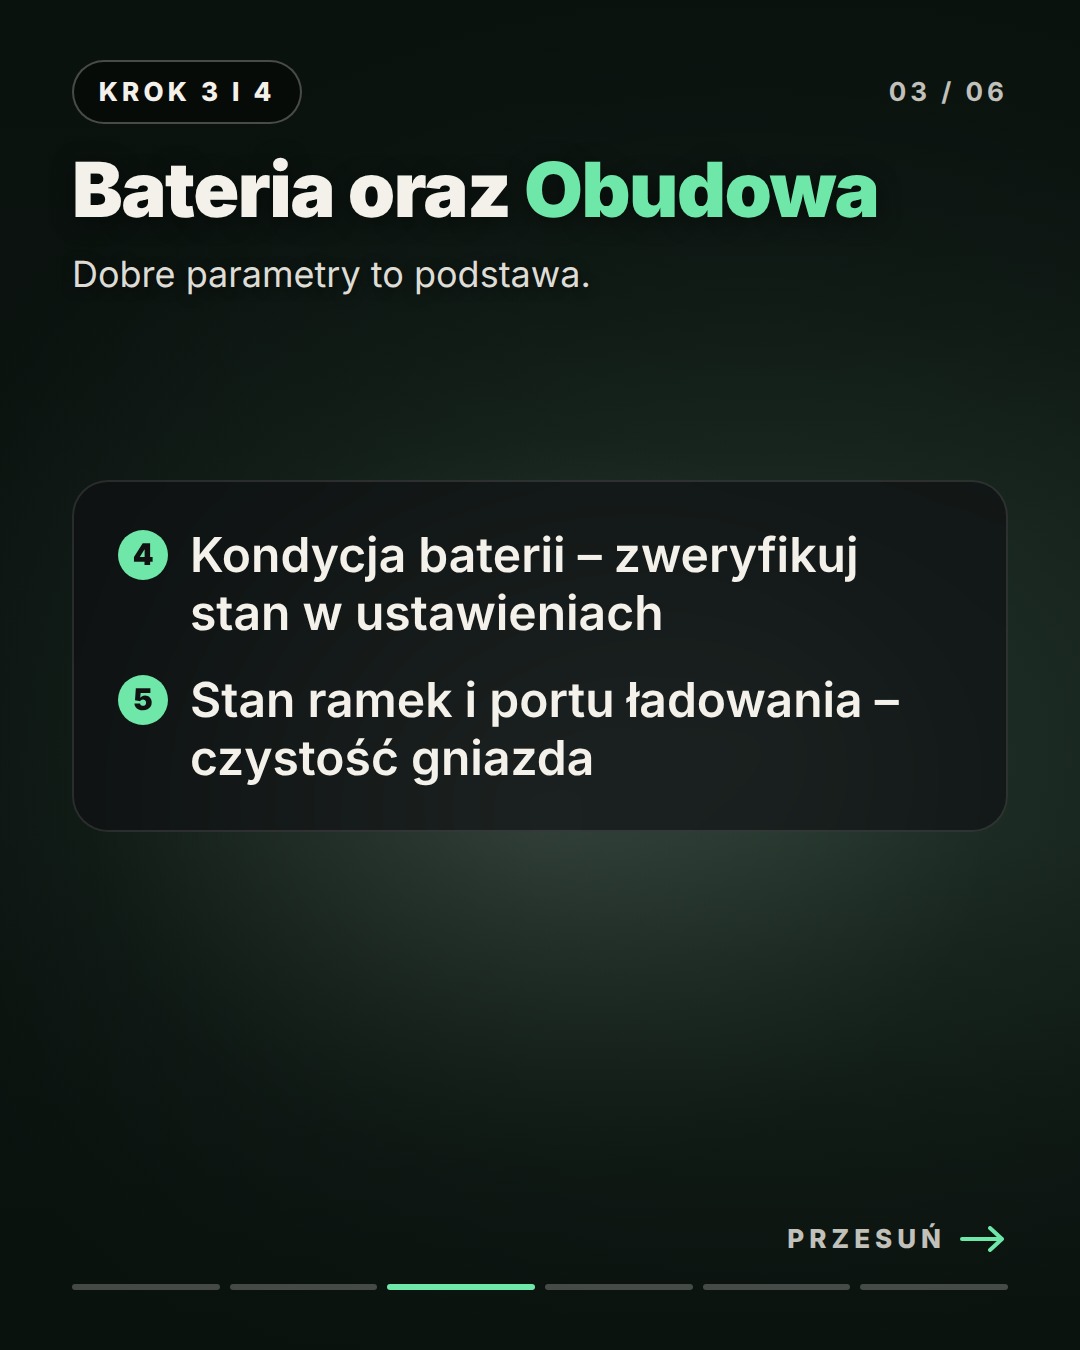 KROK 3 I 4
03 / 06
Bateria oraz Obudowa
Dobre parametry to podstawa.
4 Kondycja baterii – zweryfikuj
stan w ustawieniach
5 Stan ramek i portu ładowania –
czystość gniazda
PRZESUŃ